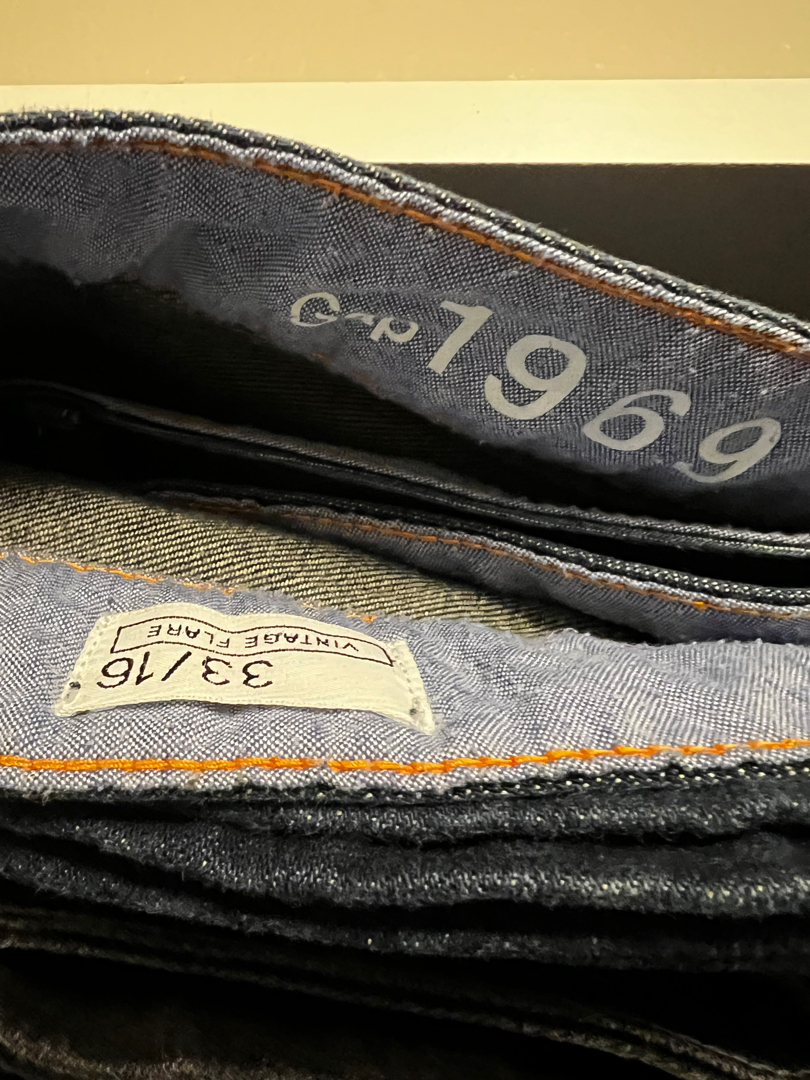 Gap 1969
33/16
VINTAGE FLARE